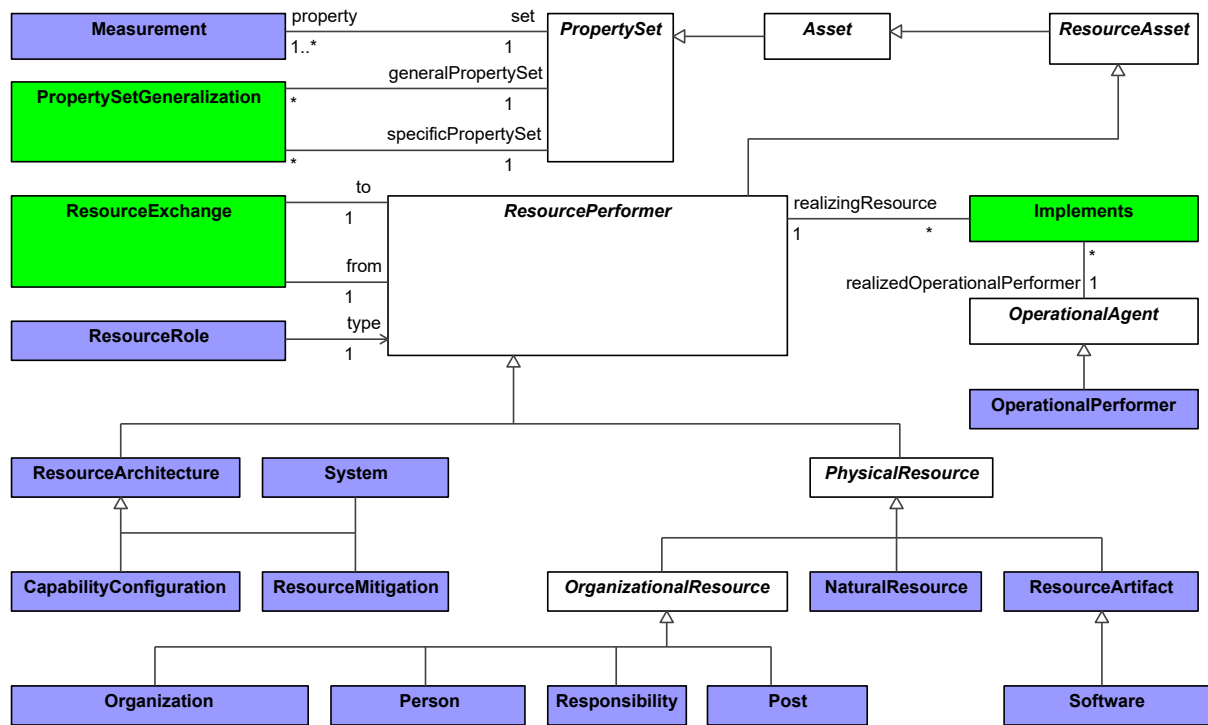 Measurement
property
set
1..*
1
PropertySet
Asset
ResourceAsset
PropertySetGeneralization
generalPropertySet
*
1
specificPropertySet
*
1
ResourceExchange
to
1
from
1
ResourcePerformer
realizingResource
1
*
Implements
*
realizedOperationalPerformer
1
OperationalAgent
ResourceRole
type
1
OperationalPerformer
ResourceArchitecture
System
PhysicalResource
CapabilityConfiguration
ResourceMitigation
OrganizationalResource
NaturalResource
ResourceArtifact
Organization
Person
Responsibility
Post
Software